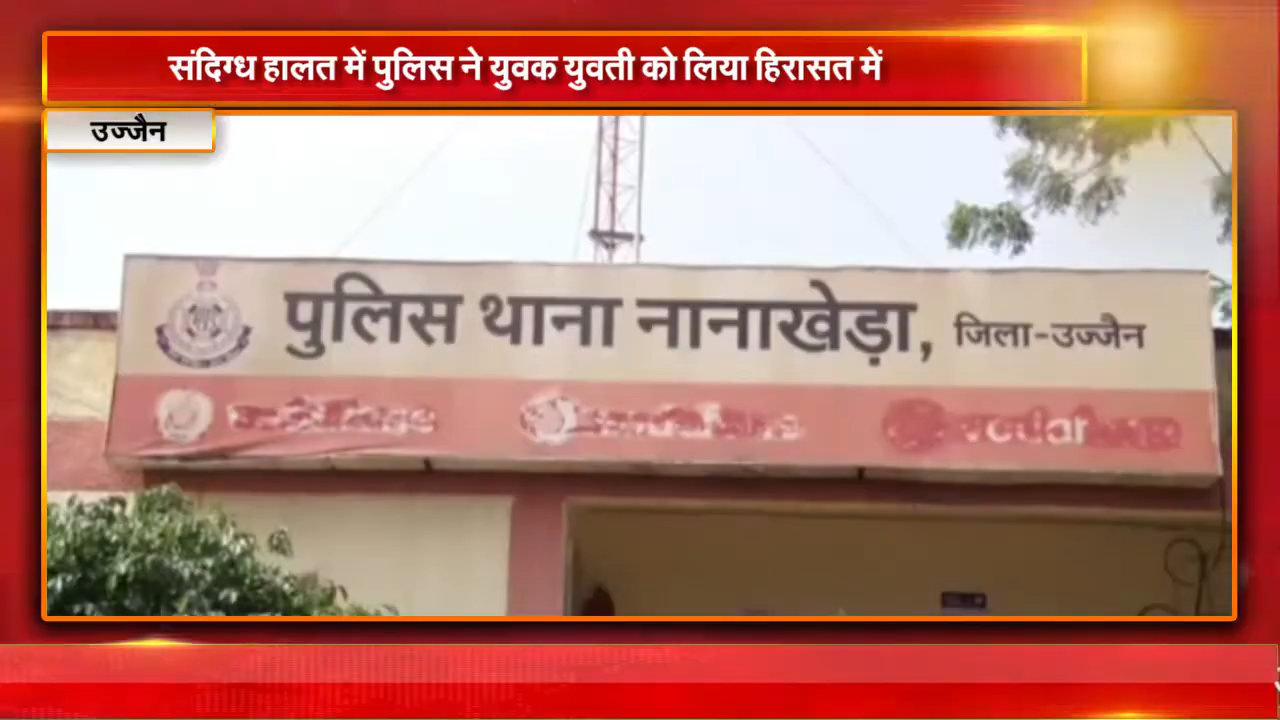 संदिग्ध हालत में पुलिस ने युवक युवती को लिया हिरासत में
उज्जैन
पुलिस थाना नानाखेड़ा, जिला-उज्जैन